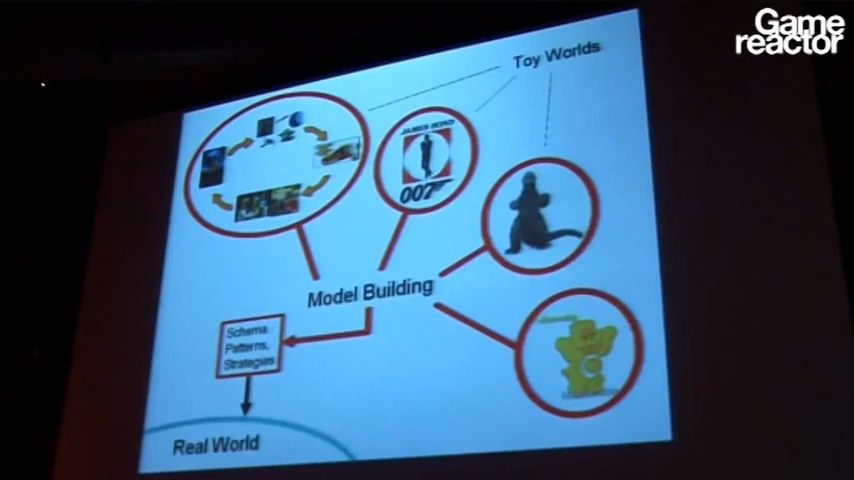 Game
reactor
Toy Worlds
JAMES BOND
007
Model Building
Schema
Patterns,
Strategies
Real World